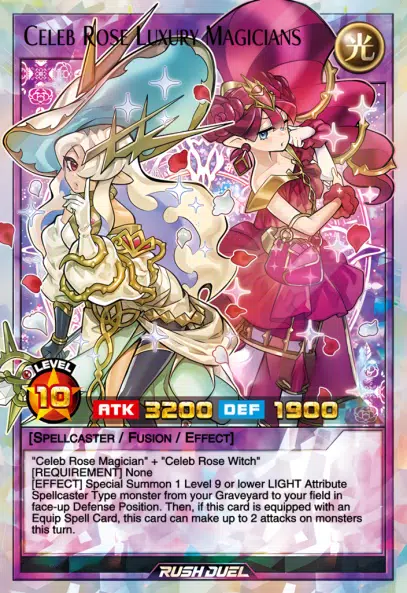 Celeb Rose Luxury Magicians
光
LEVEL
10
ATK 3200 DEF 1900
[Spellcaster / Fusion / Effect]
"Celeb Rose Magician" + "Celeb Rose Witch"
[REQUIREMENT] None
[EFFECT] Special Summon 1 Level 9 or lower LIGHT Attribute
Spellcaster Type monster from your Graveyard to your field in
face-up Defense Position. Then, if this card is equipped with an
Equip Spell Card, this card can make up to 2 attacks on monsters
this turn.
RUSH DUEL